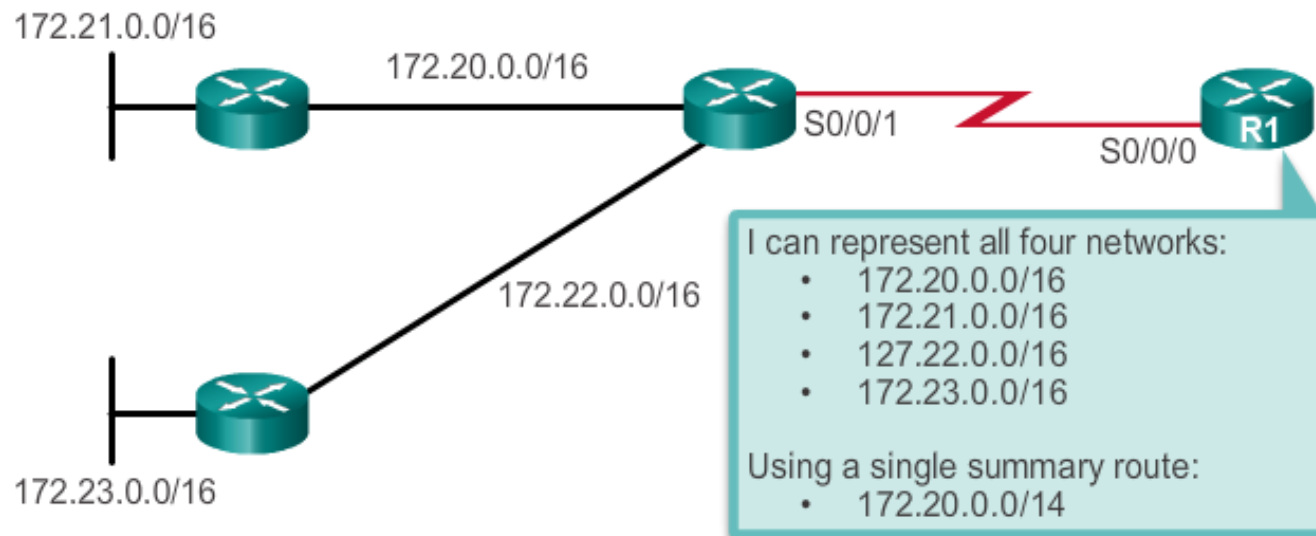 172.21.0.0/16
172.20.0.0/16
S0/0/1
R1
S0/0/0
172.22.0.0/16
172.23.0.0/16
I can represent all four networks:
• 172.20.0.0/16
• 172.21.0.0/16
• 127.22.0.0/16
• 172.23.0.0/16
Using a single summary route:
• 172.20.0.0/14